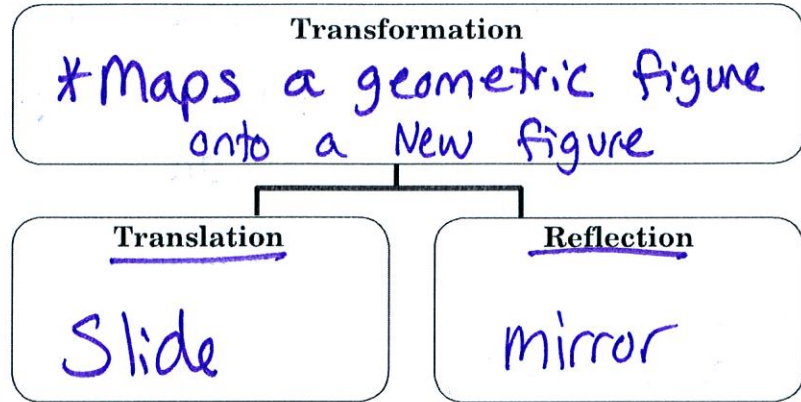 Transformation
*Maps a geometric figure
onto a New figure
Translation
Reflection
Slide
mirror